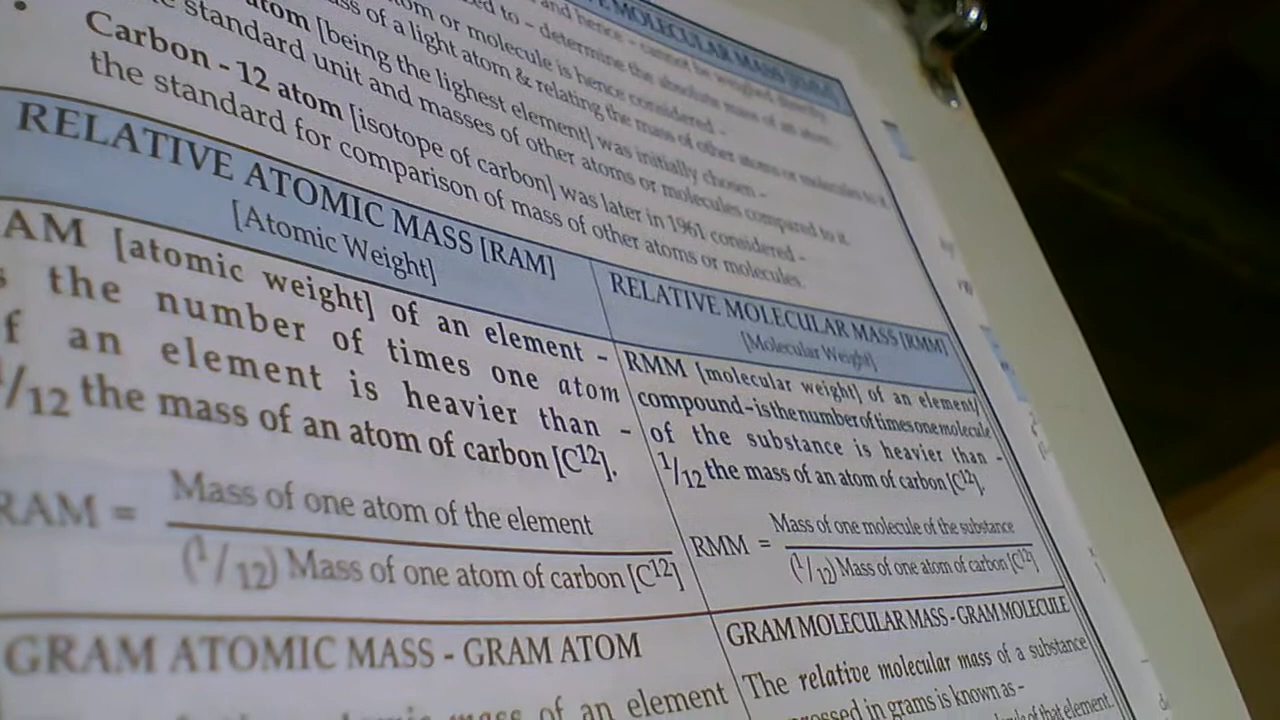 MOLECULAR MASS
and hence - cannot be weighed directly
ed to - determine the absolute mass of an atom
tom or molecule is hence considered -
ss of a light atom & relating the mass of other atoms or molecules to it
atom [being the lighest element] was initially chosen -
standard unit and masses of other atoms or molecules compared to it.
Carbon - 12 atom [isotope of carbon] was later in 1961 considered -
the standard for comparison of mass of other atoms or molecules.
RELATIVE ATOMIC MASS [RAM]
[Atomic Weight]
AM [atomic weight] of an element -
s the number of times one atom
f an element is heavier than -
1/12 the mass of an atom of carbon [C12].
RAM = Mass of one atom of the element
(1/12) Mass of one atom of carbon [C12]
RELATIVE MOLECULAR MASS [RMM]
[Molecular Weight]
RMM [molecular weight] of an element/
compound - is the number of times one molecule
of the substance is heavier than -
1/12 the mass of an atom of carbon [C12].
RMM = Mass of one molecule of the substance
(1/12) Mass of one atom of carbon [C12]
GRAM ATOMIC MASS - GRAM ATOM
mass of an element
GRAM MOLECULAR MASS - GRAM MOLECULE
The relative molecular mass of a substance
ressed in grams is known as -
of that element.